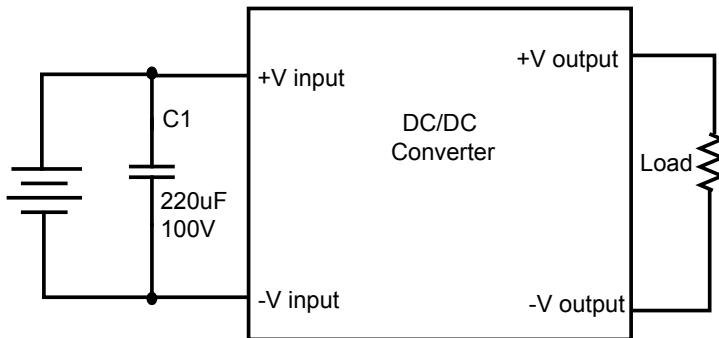 +V output
+V input
C1
DC/DC
Converter
Load
220uF
100V
-V input
-V output